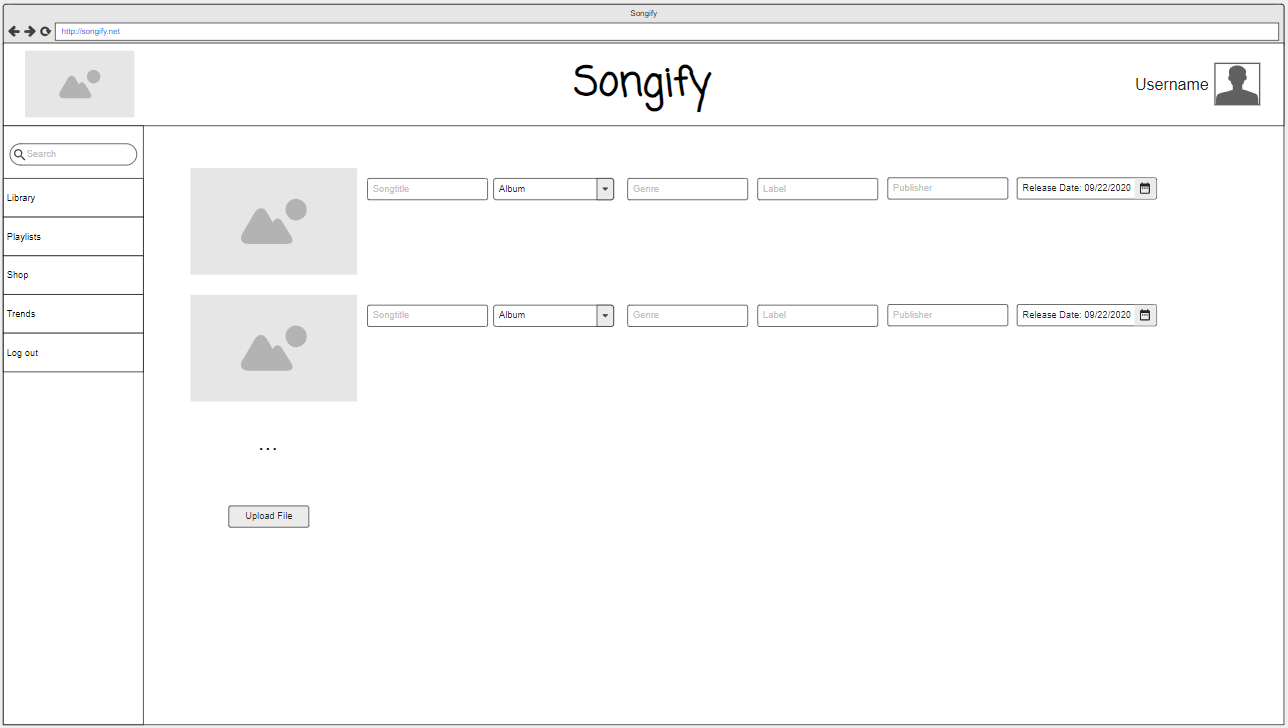 Songify
http://songify.net
Songify
Username
Search
Library
Playlists
Shop
Trends
Log out
Songtitle Album Genre Label Publisher Release Date: 09/22/2020
Songtitle Album Genre Label Publisher Release Date: 09/22/2020
...
Upload File